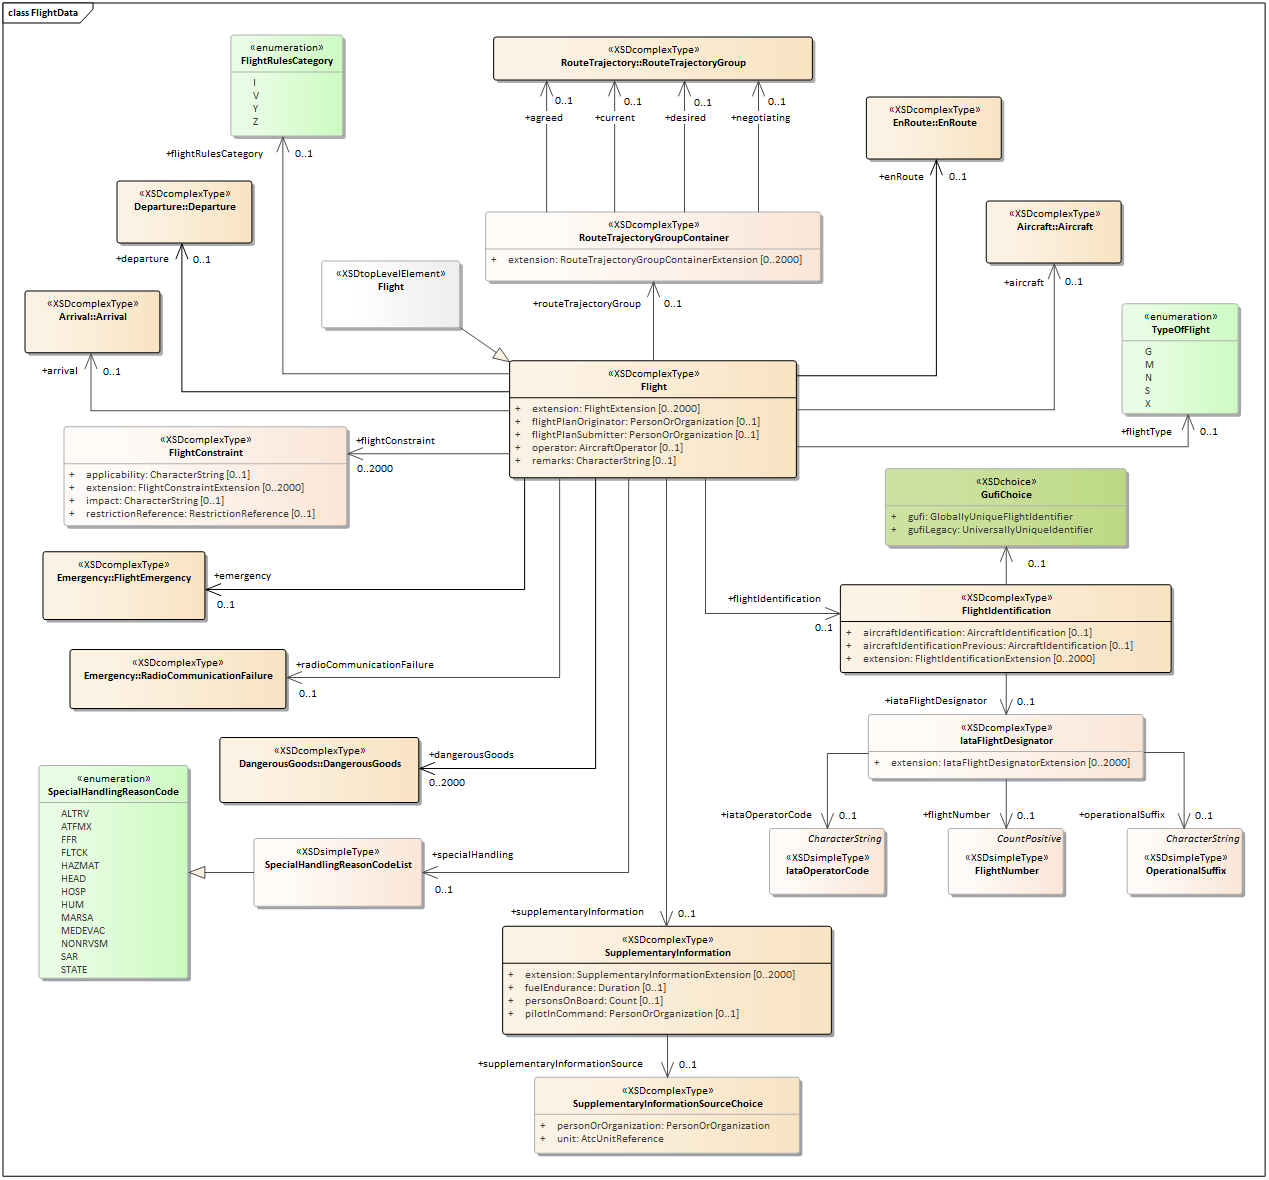 class FlightData
«enumeration»
FlightRulesCategory
I
V
Y
Z
+flightRulesCategory
0..1
«XSDcomplexType»
RouteTrajectory::RouteTrajectoryGroup
0..1
0..1
0..1
0..1
+agreed
+current
+desired
+negotiating
«XSDcomplexType»
EnRoute::EnRoute
+enRoute
0..1
«XSDcomplexType»
Departure::Departure
+departure
0..1
«XSDcomplexType»
RouteTrajectoryGroupContainer
+ extension: RouteTrajectoryGroupContainerExtension [0..2000]
+routeTrajectoryGroup
0..1
«XSDcomplexType»
Aircraft::Aircraft
+aircraft
0..1
«XSDtopLevelElement»
Flight
«XSDcomplexType»
Arrival::Arrival
+arrival
0..1
«enumeration»
TypeOfFlight
G
M
N
S
X
+flightType
0..1
«XSDcomplexType»
Flight
+ extension: FlightExtension [0..2000]
+ flightPlanOriginator: PersonOrOrganization [0..1]
+ flightPlanSubmitter: PersonOrOrganization [0..1]
+ operator: AircraftOperator [0..1]
+ remarks: CharacterString [0..1]
«XSDcomplexType»
FlightConstraint
+ applicability: CharacterString [0..1]
+ extension: FlightConstraintExtension [0..2000]
+ impact: CharacterString [0..1]
+ restrictionReference: RestrictionReference [0..1]
+flightConstraint
0..2000
«XSDchoice»
GufiChoice
+ gufi: GloballyUniqueFlightIdentifier
+ gufiLegacy: UniversallyUniqueIdentifier
0..1
«XSDcomplexType»
Emergency::FlightEmergency
+emergency
0..1
+flightIdentification
0..1
«XSDcomplexType»
FlightIdentification
+ aircraftIdentification: AircraftIdentification [0..1]
+ aircraftIdentificationPrevious: AircraftIdentification [0..1]
+ extension: FlightIdentificationExtension [0..2000]
«XSDcomplexType»
Emergency::RadioCommunicationFailure
+radioCommunicationFailure
0..1
+iataFlightDesignator
0..1
«XSDcomplexType»
IataFlightDesignator
+ extension: IataFlightDesignatorExtension [0..2000]
«XSDcomplexType»
DangerousGoods::DangerousGoods
+dangerousGoods
0..2000
+iataOperatorCode
0..1
+flightNumber
0..1
+operationalSuffix
0..1
CharacterString
«XSDsimpleType»
IataOperatorCode
CountPositive
«XSDsimpleType»
FlightNumber
CharacterString
«XSDsimpleType»
OperationalSuffix
«enumeration»
SpecialHandlingReasonCode
ALTRV
ATFMX
FFR
FLTCK
HAZMAT
HEAD
HOSP
HUM
MARSA
MEDEVAC
NONRVSM
SAR
STATE
«XSDsimpleType»
SpecialHandlingReasonCodeList
+specialHandling
0..1
+supplementaryInformation
0..1
«XSDcomplexType»
SupplementaryInformation
+ extension: SupplementaryInformationExtension [0..2000]
+ fuelEndurance: Duration [0..1]
+ personsOnBoard: Count [0..1]
+ pilotInCommand: PersonOrOrganization [0..1]
+supplementaryInformationSource
0..1
«XSDcomplexType»
SupplementaryInformationSourceChoice
+ personOrOrganization: PersonOrOrganization
+ unit: AtcUnitReference